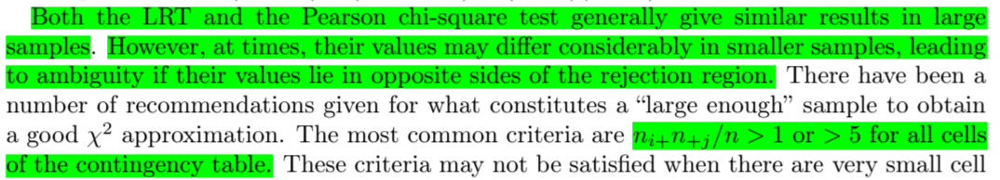 Both the LRT and the Pearson chi-square test generally give similar results in large
samples. However, at times, their values may differ considerably in smaller samples, leading
to ambiguity if their values lie in opposite sides of the rejection region. There have been a
number of recommendations given for what constitutes a “large enough” sample to obtain
a good χ² approximation. The most common criteria are nᵢ₊n₊ⱼ/n > 1 or > 5 for all cells
of the contingency table. These criteria may not be satisfied when there are very small cell